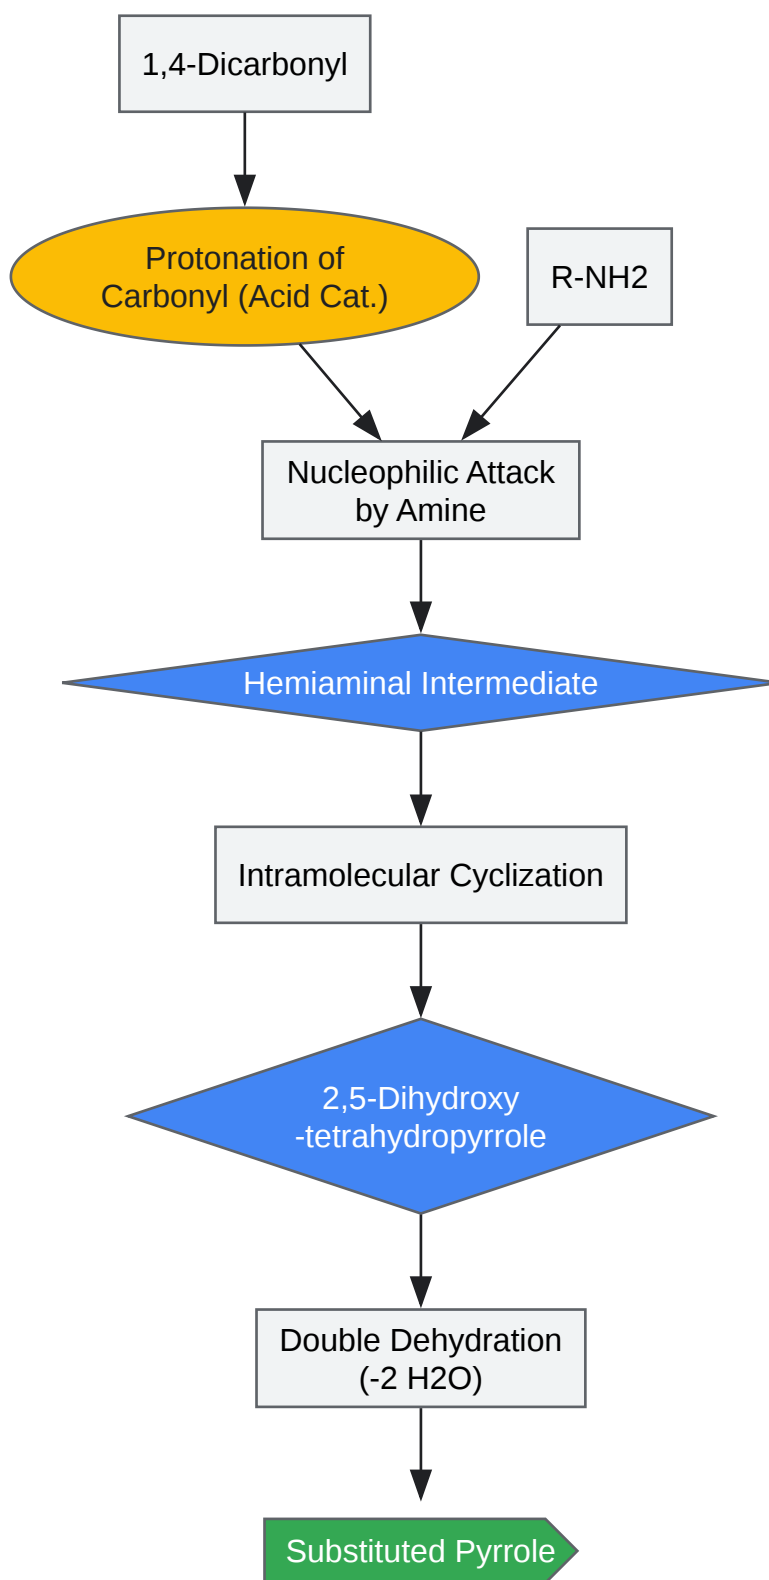 1,4-Dicarbonyl
Protonation of
Carbonyl (Acid Cat.)
R-NH2
Nucleophilic Attack
by Amine
Hemiaminal Intermediate
Intramolecular Cyclization
2,5-Dihydroxy
-tetrahydropyrrole
Double Dehydration
(-2 H2O)
Substituted Pyrrole